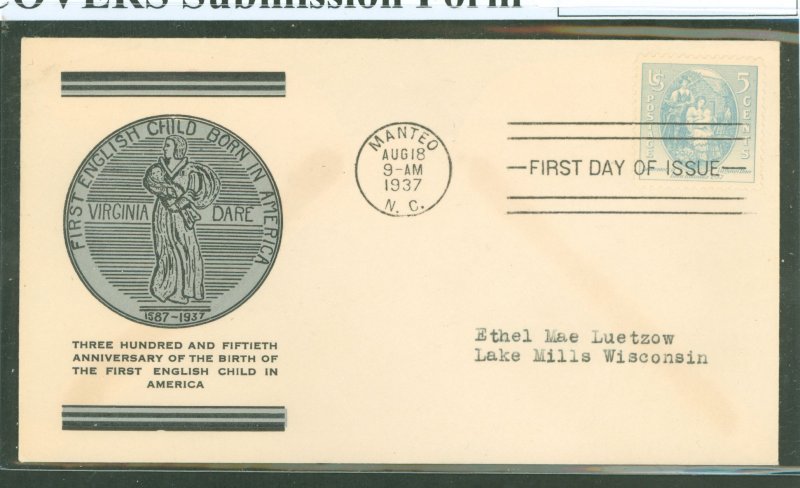 COVERS Submission Form
FIRST ENGLISH CHILD BORN IN AMERICA
VIRGINIA DARE
1587-1937
THREE HUNDRED AND FIFTIETH
ANNIVERSARY OF THE BIRTH OF
THE FIRST ENGLISH CHILD IN
AMERICA
MANTEO
AUG 18
9-AM
1937
N. C.
FIRST DAY OF ISSUE
US POSTAGE
5 CENTS
Ethel Mae Luetzow
Lake Mills Wisconsin